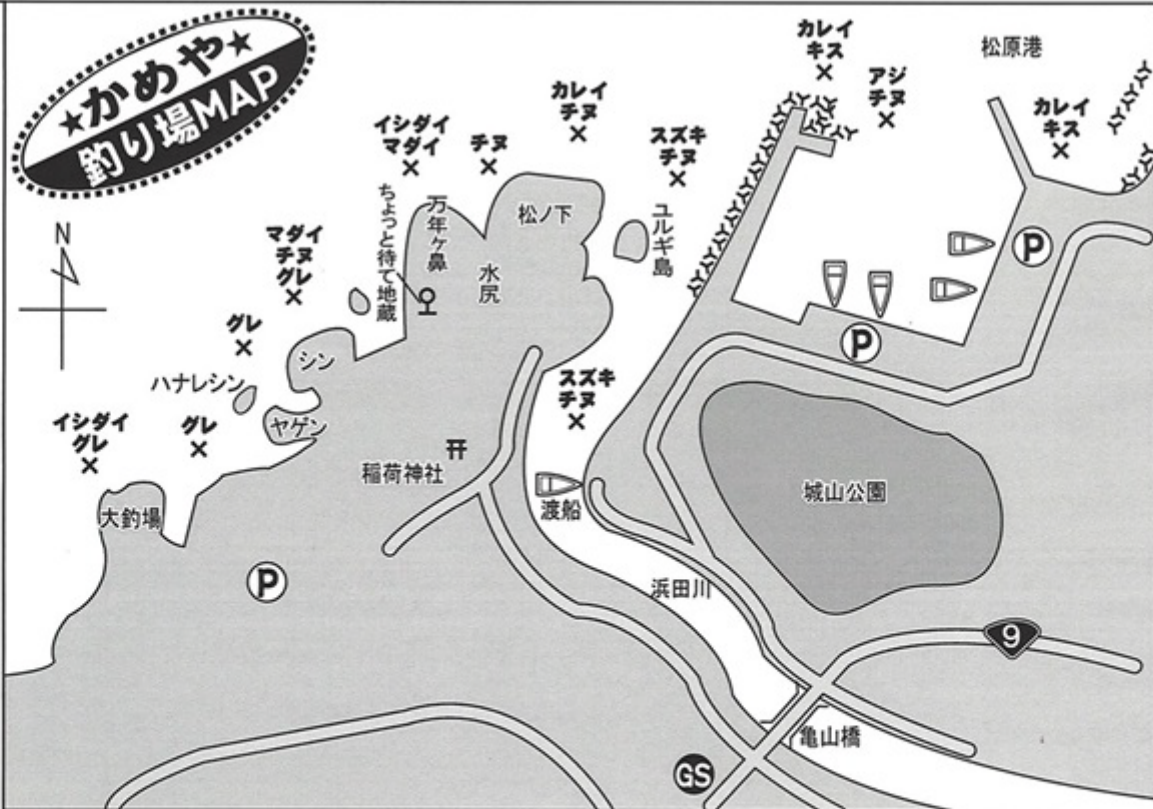 ★かめや★
釣り場MAP
カレイ
キス
アジ
チヌ
松原港
カレイ
キス
カレイ
チヌ
イシダイ
マダイ
チヌ
スズキ
チヌ
ちょっと待て地蔵
万年ヶ鼻
松ノ下
水尻
ユルギ島
N
マダイ
チヌ
グレ
グレ
シン
ハナレシン
ヤゲン
イシダイ
グレ
グレ
大釣場
P
P
スズキ
チヌ
稲荷神社
渡船
城山公園
P
浜田川
9
亀山橋
GS